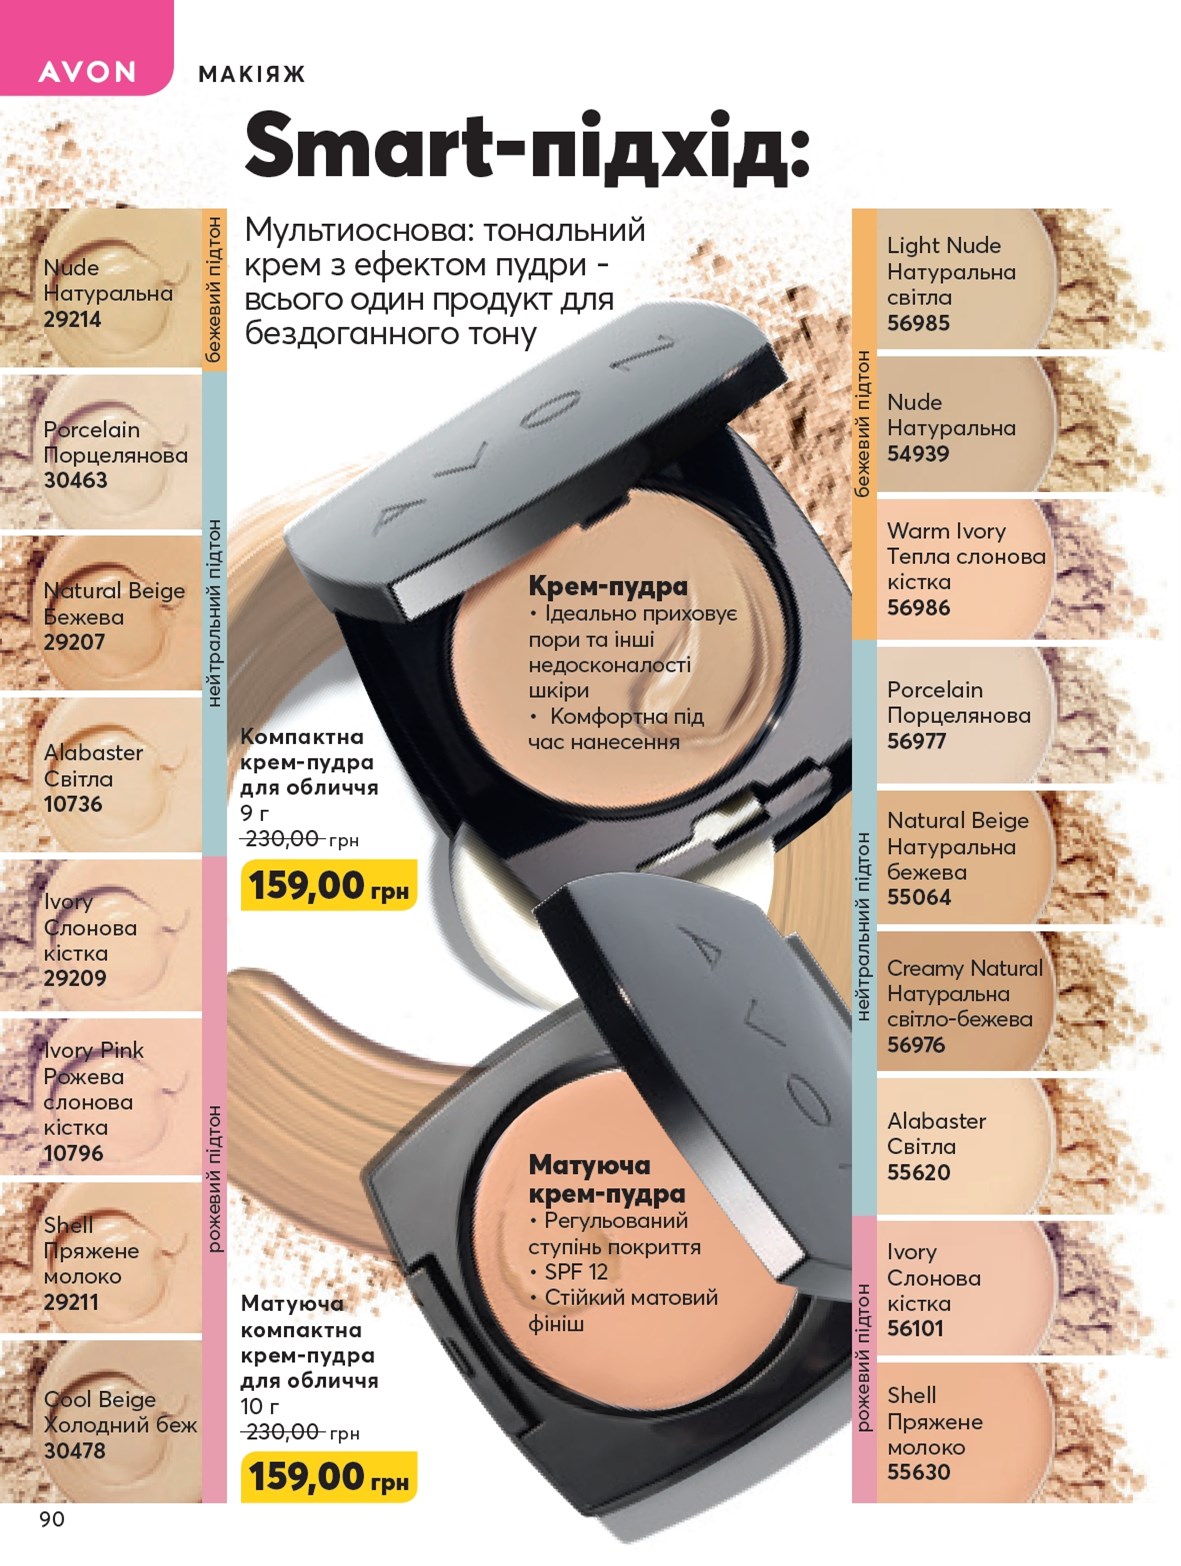 AVON
МАКІЯЖ
Smart-підхід:
Мультиоснова: тональний
крем з ефектом пудри -
всього один продукт для
бездоганного тону
бежевий підтон
Nude
Натуральна
29214
нейтральний підтон
Porcelain
Порцелянова
30463
Natural Beige
Бежева
29207
Alabaster
Світла
10736
рожевий підтон
Ivory
Слонова
кістка
29209
Ivory Pink
Рожева
слонова
кістка
10796
Shell
Пряжене
молоко
29211
Cool Beige
Холодний беж
30478
AVON
Крем-пудра
• Ідеально приховує
пори та інші
недосконалості
шкіри
• Комфортна під
час нанесення
Компактна
крем-пудра
для обличчя
9 г
230,00 грн
159,00 грн
AVO
Матуюча
крем-пудра
• Регульований
ступінь покриття
• SPF 12
• Стійкий матовий
фініш
Матуюча
компактна
крем-пудра
для обличчя
10 г
230,00 грн
159,00 грн
бежевий підтон
Light Nude
Натуральна
світла
56985
Nude
Натуральна
54939
Warm Ivory
Тепла слонова
кістка
56986
нейтральний підтон
Porcelain
Порцелянова
56977
Natural Beige
Натуральна
бежева
55064
Creamy Natural
Натуральна
світло-бежева
56976
Alabaster
Світла
55620
рожевий підтон
Ivory
Слонова
кістка
56101
Shell
Пряжене
молоко
55630
90